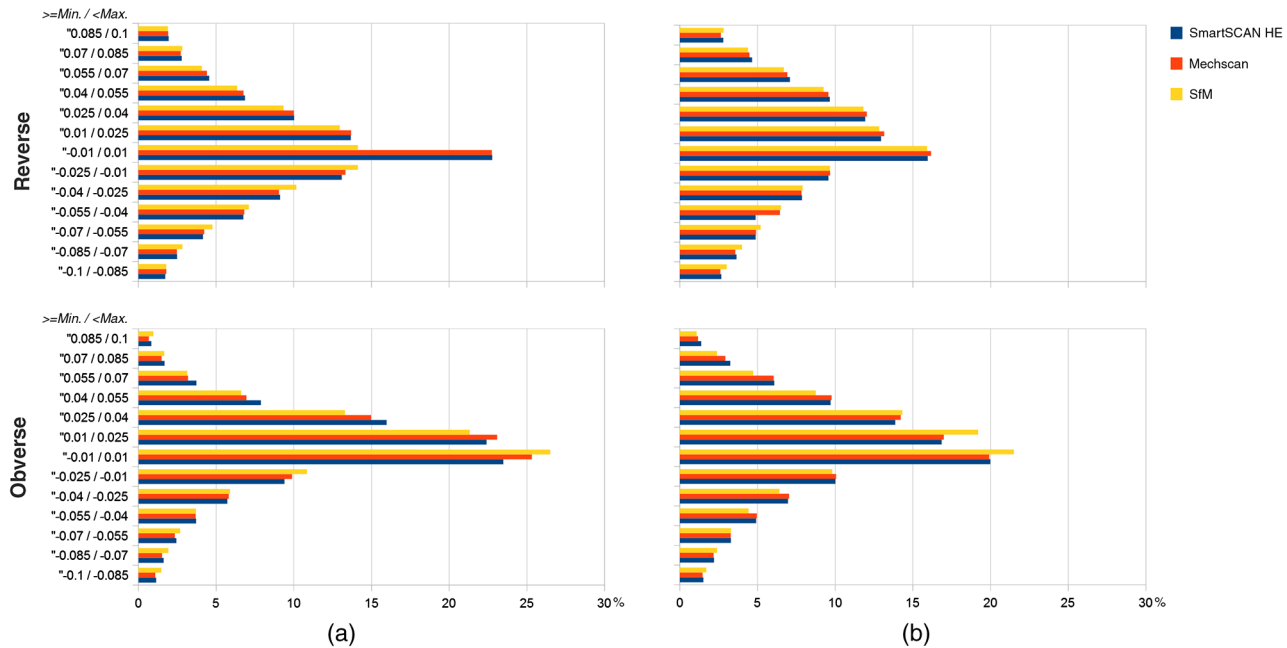 >=Min. / <Max.
"0.085 / 0.1
"0.07 / 0.085
"0.055 / 0.07
"0.04 / 0.055
"0.025 / 0.04
"0.01 / 0.025
"-0.01 / 0.01
"-0.025 / -0.01
"-0.04 / -0.025
"-0.055 / -0.04
"-0.07 / -0.055
"-0.085 / -0.07
"-0.1 / -0.085
Reverse
SmartSCAN HE
Mechscan
SfM
>=Min. / <Max.
"0.085 / 0.1
"0.07 / 0.085
"0.055 / 0.07
"0.04 / 0.055
"0.025 / 0.04
"0.01 / 0.025
"-0.01 / 0.01
"-0.025 / -0.01
"-0.04 / -0.025
"-0.055 / -0.04
"-0.07 / -0.055
"-0.085 / -0.07
"-0.1 / -0.085
Obverse
0 5 10 15 20 25 30%
0 5 10 15 20 25 30%
(a)
(b)